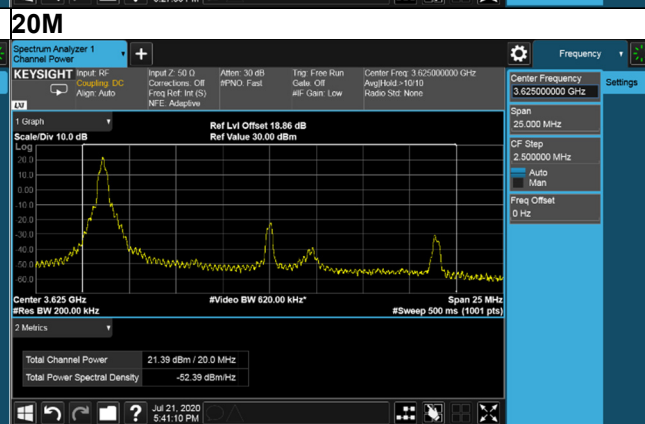 20M
Spectrum Analyzer 1
Channel Power
Frequency
KEYSIGHT
Input: RF
Coupling: DC
Align: Auto
Input Z: 50 Ω
Corrections: Off
Freq Ref: Int (S)
NFE: Adaptive
Atten: 30 dB
#PNO: Fast
Trig: Free Run
Gate: Off
#IF Gain: Low
Center Freq: 3.625000000 GHz
Avg|Hold:>10/10
Radio Std: None
Center Frequency
3.625000000 GHz
Settings
Span
25.000 MHz
CF Step
2.500000 MHz
Auto
Man
Freq Offset
0 Hz
1 Graph
Scale/Div 10.0 dB
Ref Lvl Offset 18.86 dB
Ref Value 30.00 dBm
Log
20.0
10.0
0.00
-10.0
-20.0
-30.0
-40.0
-50.0
-60.0
Center 3.625 GHz
#Res BW 200.00 kHz
#Video BW 620.00 kHz*
Span 25 MHz
#Sweep 500 ms (1001 pts)
2 Metrics
Total Channel Power 21.39 dBm / 20.0 MHz
Total Power Spectral Density -52.39 dBm/Hz
Jul 21, 2020
5:41:10 PM